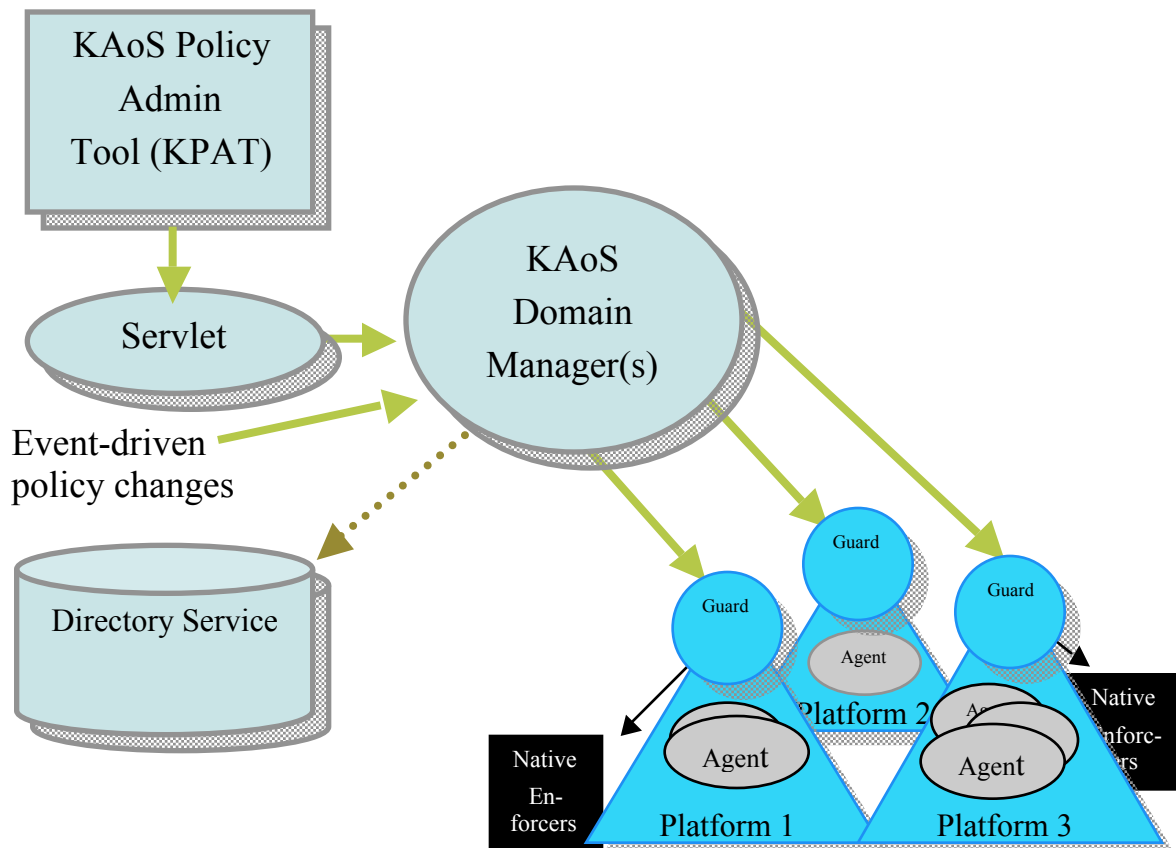 KAoS Policy
Admin
Tool (KPAT)
KAoS
Domain
Manager(s)
Servlet
Event-driven
policy changes
Directory Service
Guard
Guard
Guard
Agent
Platform 2
Native
Agent
Agent
Native
En-
forcers
Platform 1
Platform 3